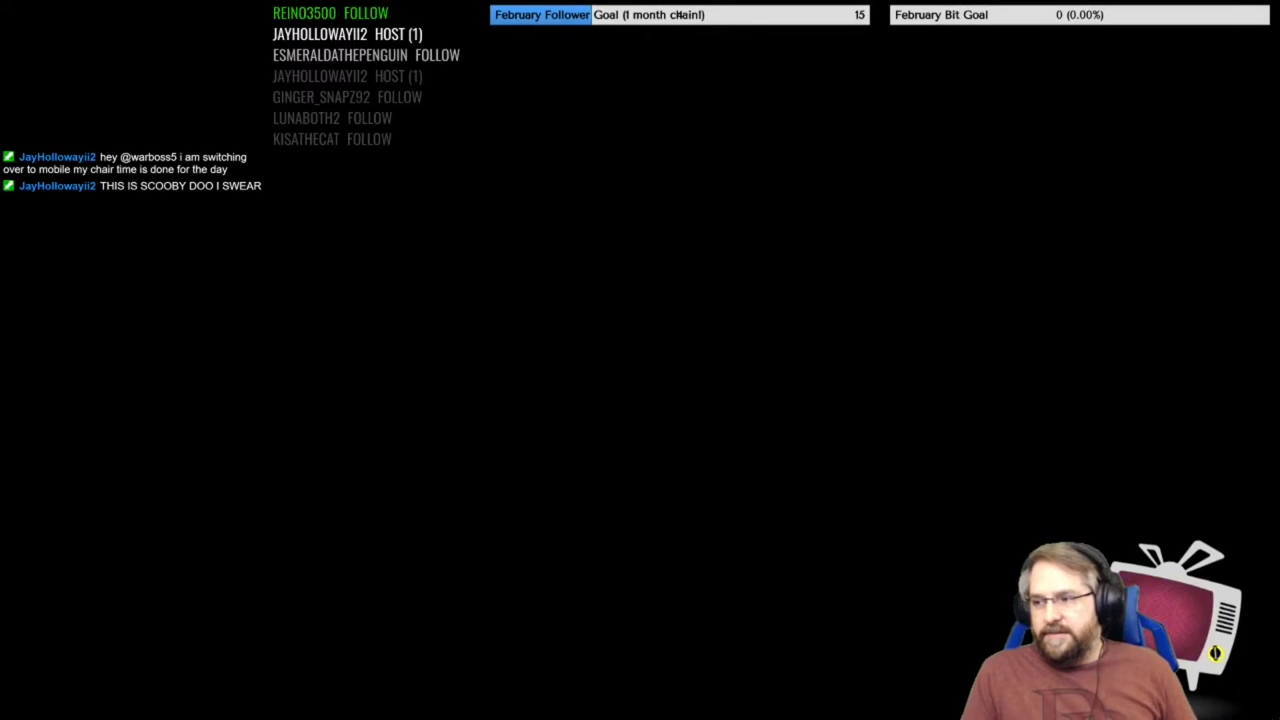 REINO3500 FOLLOW
JAYHOLLOWAYII2 HOST (1)
ESMERALDATHEPENGUIN FOLLOW
JAYHOLLOWAYII2 HOST (1)
GINGER_SNAPZ92 FOLLOW
LUNABOTH2 FOLLOW
KISATHECAT FOLLOW
February Follower Goal (1 month chain!) 4 15
February Bit Goal 0 (0.00%)
JayHollowayii2 hey @warboss5 i am switching
over to mobile my chair time is done for the day
JayHollowayii2 THIS IS SCOOBY DOO I SWEAR